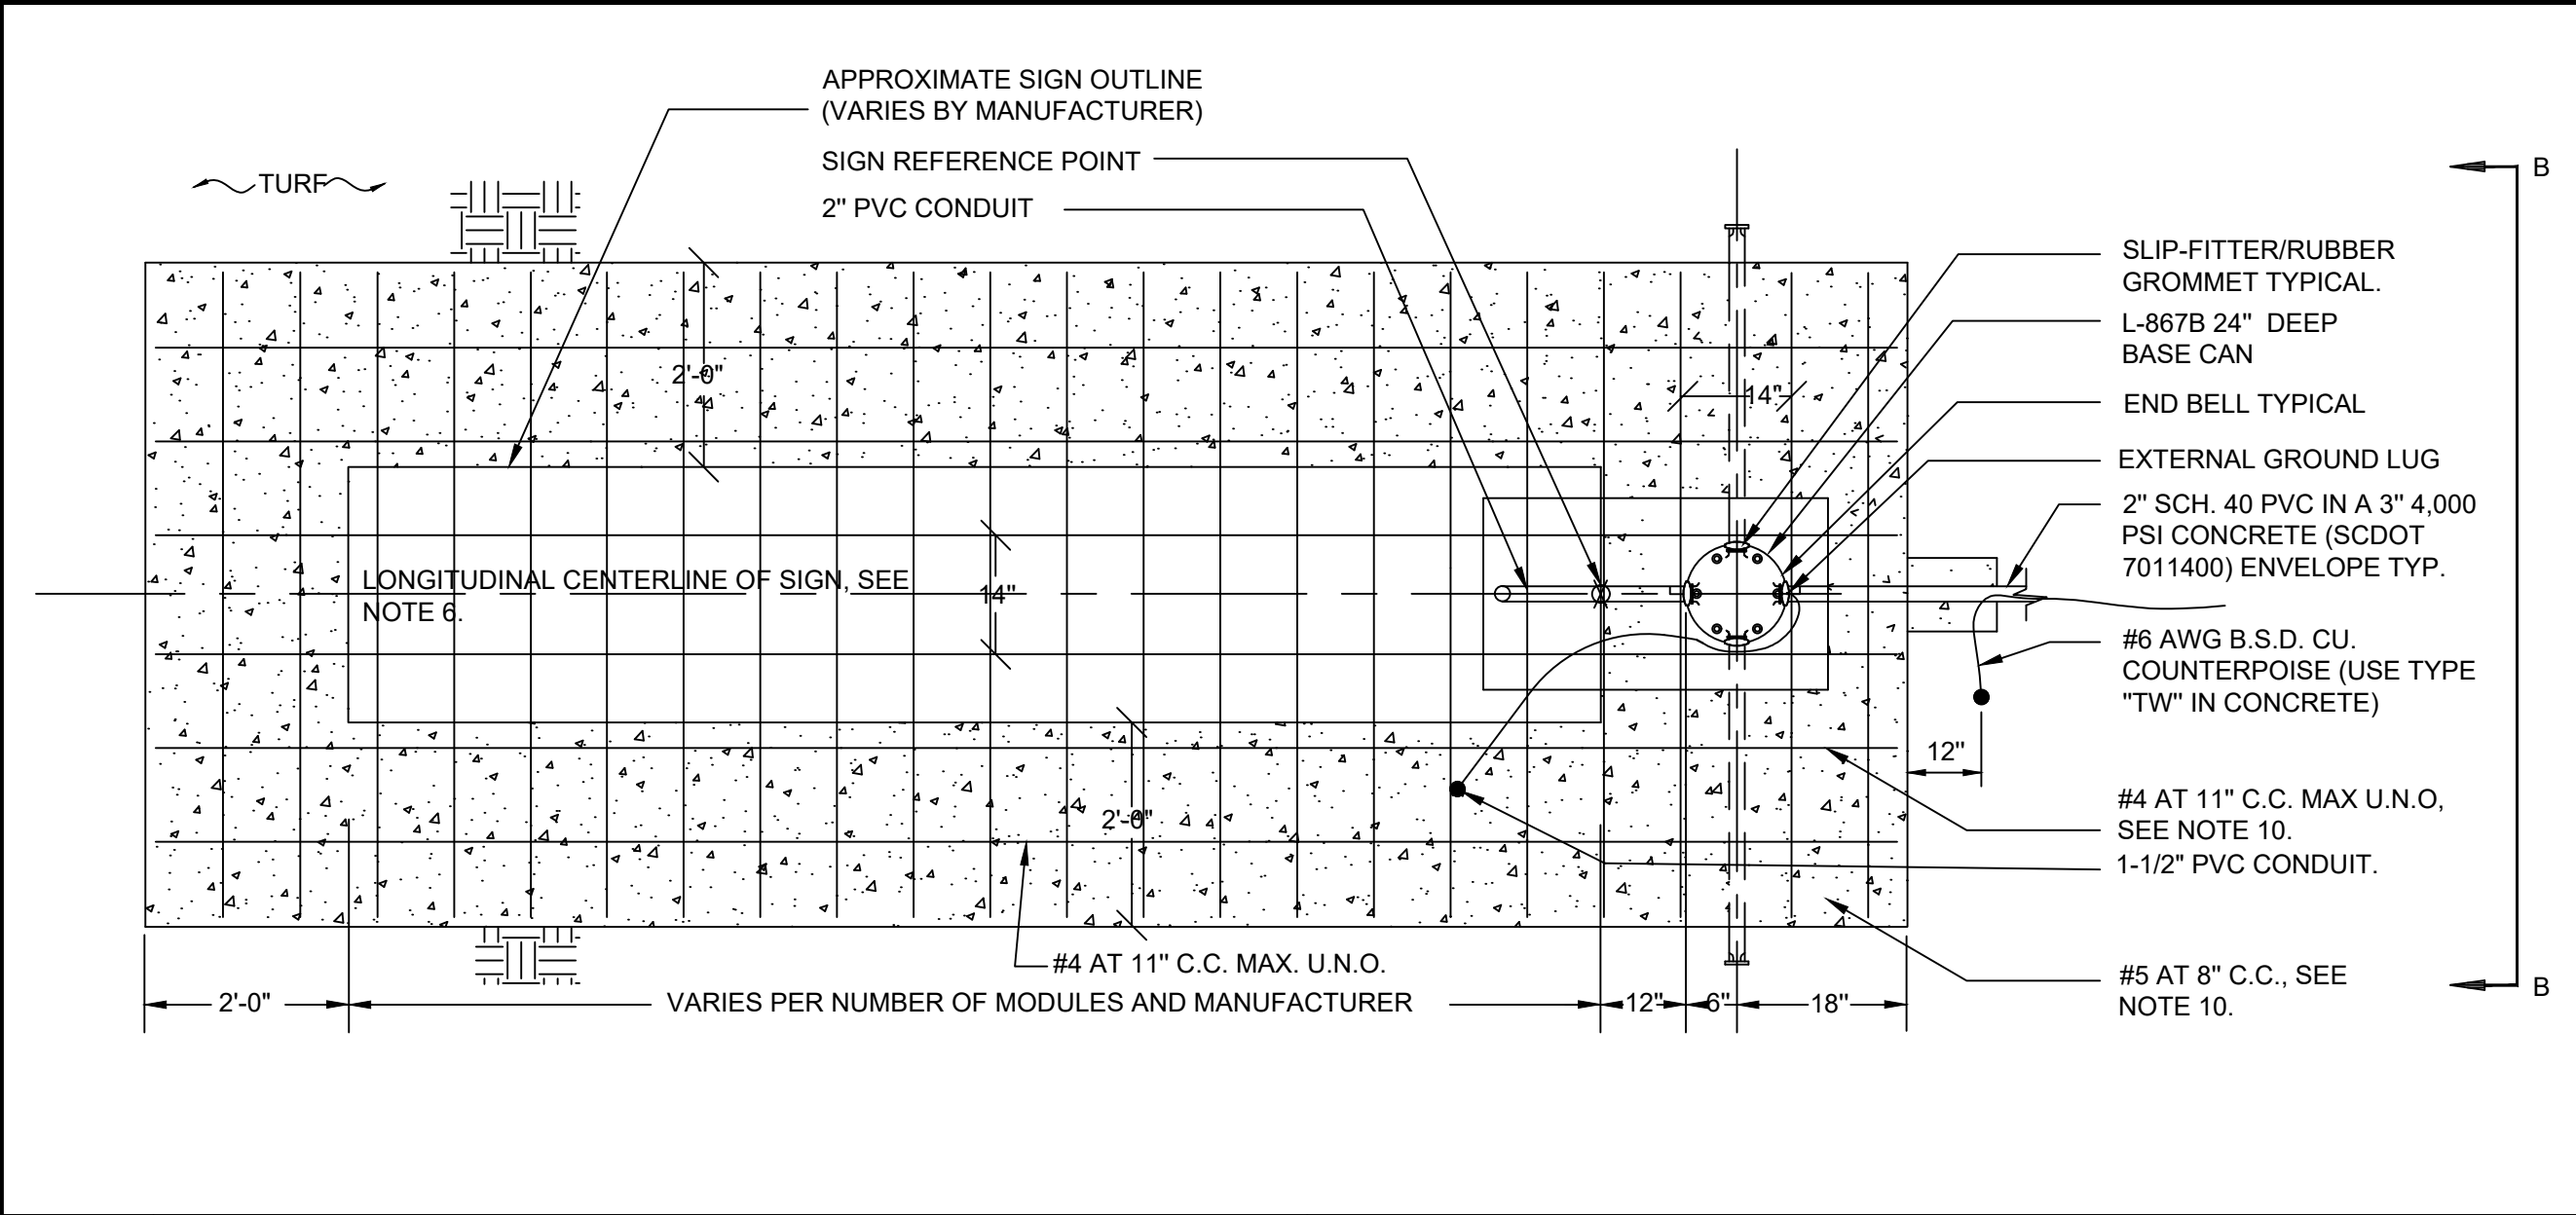 APPROXIMATE SIGN OUTLINE
(VARIES BY MANUFACTURER)
SIGN REFERENCE POINT
2" PVC CONDUIT
TURF
B
SLIP-FITTER/RUBBER
GROMMET TYPICAL.
L-867B 24" DEEP
BASE CAN
END BELL TYPICAL
EXTERNAL GROUND LUG
2" SCH. 40 PVC IN A 3" 4,000
PSI CONCRETE (SCDOT
7011400) ENVELOPE TYP.
#6 AWG B.S.D. CU.
COUNTERPOISE (USE TYPE
"TW" IN CONCRETE)
12"
#4 AT 11" C.C. MAX U.N.O,
SEE NOTE 10.
1-1/2" PVC CONDUIT.
#5 AT 8" C.C., SEE
NOTE 10.
B
2'-0"
14"
LONGITUDINAL CENTERLINE OF SIGN, SEE
NOTE 6.
14"
2'-0"
#4 AT 11" C.C. MAX. U.N.O.
2'-0"
VARIES PER NUMBER OF MODULES AND MANUFACTURER
12"
6"
18"